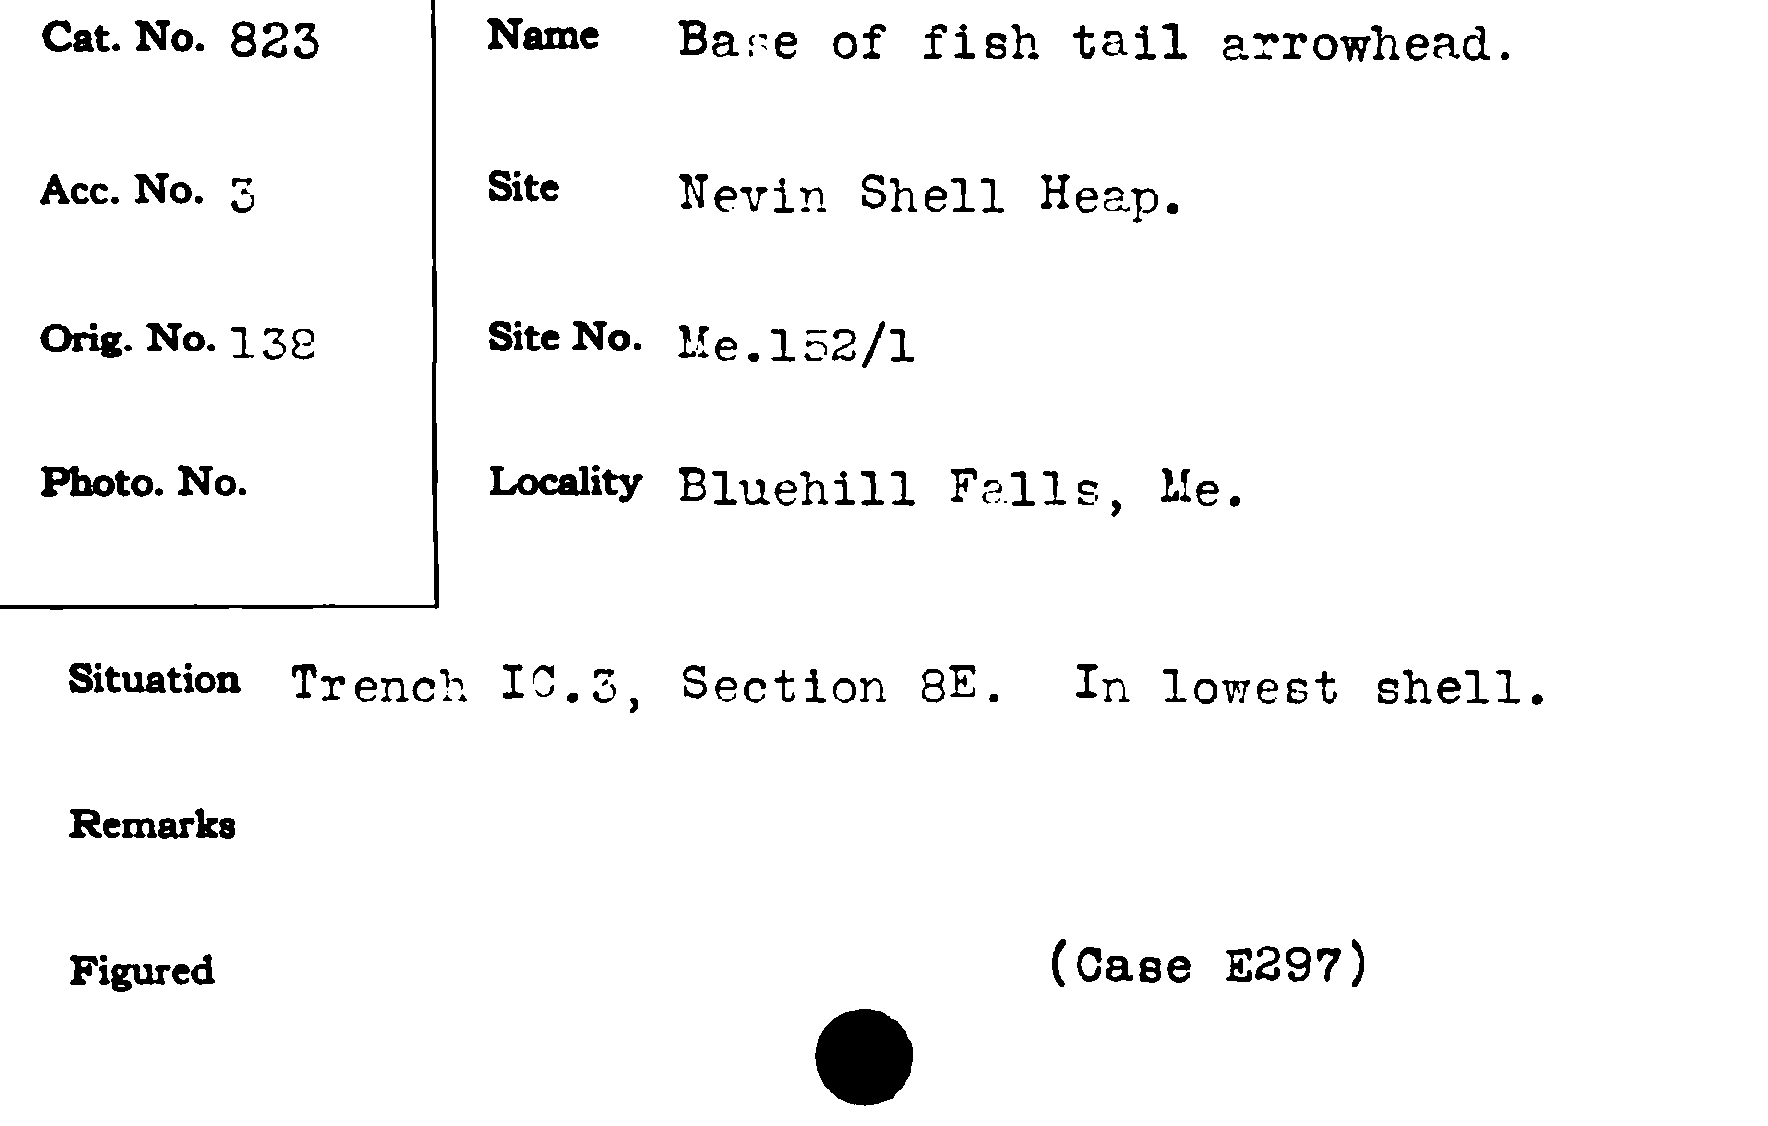 Cat. No. 823
Name Base of fish tail arrowhead.
Acc. No. 3
Site Nevin Shell Heap.
Orig. No. 138
Site No. Me.152/1
Photo. No.
Locality Bluehill Falls, Me.
Situation Trench IC.3, Section 8E. In lowest shell.
Remarks
Figured
(Case E297)